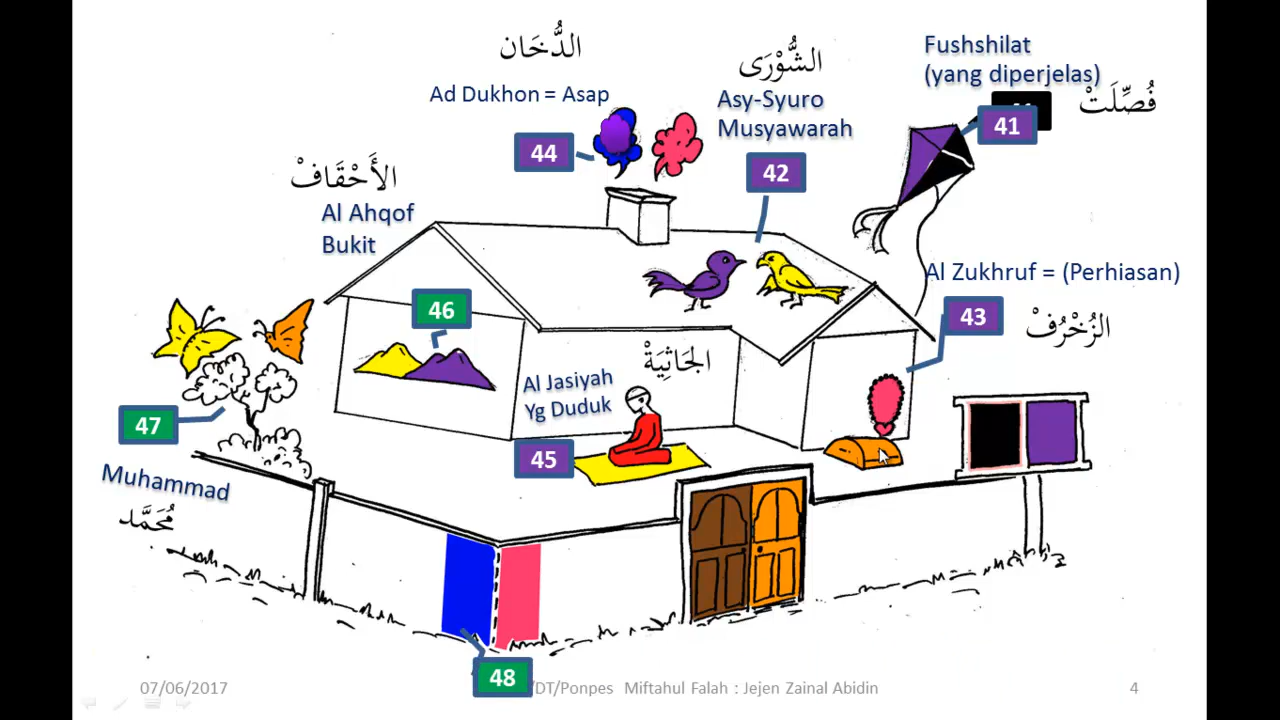 الدُّخَان
Ad Dukhon = Asap
44
الشُّوْرَى
Asy-Syuro
Musyawarah
42
Fushshilat
(yang diperjelas)
فُصِّلَتْ
41
الأَحْقَافْ
Al Ahqof
Bukit
46
Al Zukhruf = (Perhiasan)
43
الزُخْرُفْ
الجَاثِيَةْ
Al Jasiyah
Yg Duduk
45
47
Muhammad
مُحَمَّد
48
07/06/2017
/DT/Ponpes Miftahul Falah : Jejen Zainal Abidin
4